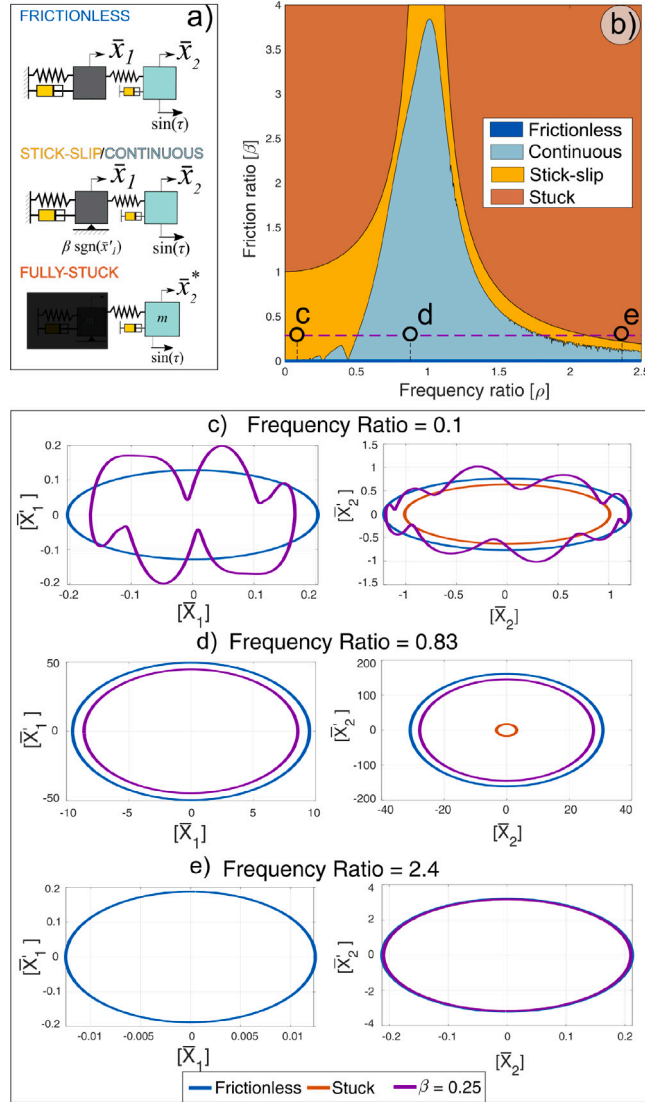 a)
FRICTIONLESS
x̄₁
x̄₂
sin(τ)
STICK-SLIP/CONTINUOUS
x̄₁
x̄₂
β sgn(x̄'₁)
sin(τ)
FULLY-STUCK
x̄₂*
m
m
sin(τ)
b)
Friction ratio [β]
4
3.5
3
2.5
2
1.5
1
0.5
0
Frictionless
Continuous
Stick-slip
Stuck
c
d
e
0 0.5 1 1.5 2 2.5
Frequency ratio [ρ]
c) Frequency Ratio = 0.1
[X̄'₁]
0.2
0.1
0
-0.1
-0.2
-0.2 -0.1 0 0.1 0.2
[X̄₁]
[X̄'₂]
1.5
1
0.5
0
-0.5
-1
-1.5
-1 -0.5 0 0.5 1
[X̄₂]
d) Frequency Ratio = 0.83
[X̄'₁]
50
0
-50
-10 -5 0 5 10
[X̄₁]
[X̄'₂]
200
100
0
-100
-200
-40 -20 0 20 40
[X̄₂]
e) Frequency Ratio = 2.4
[X̄'₁]
0.2
0.1
0
-0.1
-0.2
-0.01 -0.005 0 0.005 0.01
[X̄₁]
[X̄'₂]
4
2
0
-2
-4
-0.2 -0.1 0 0.1 0.2
[X̄₂]
Frictionless Stuck β = 0.25